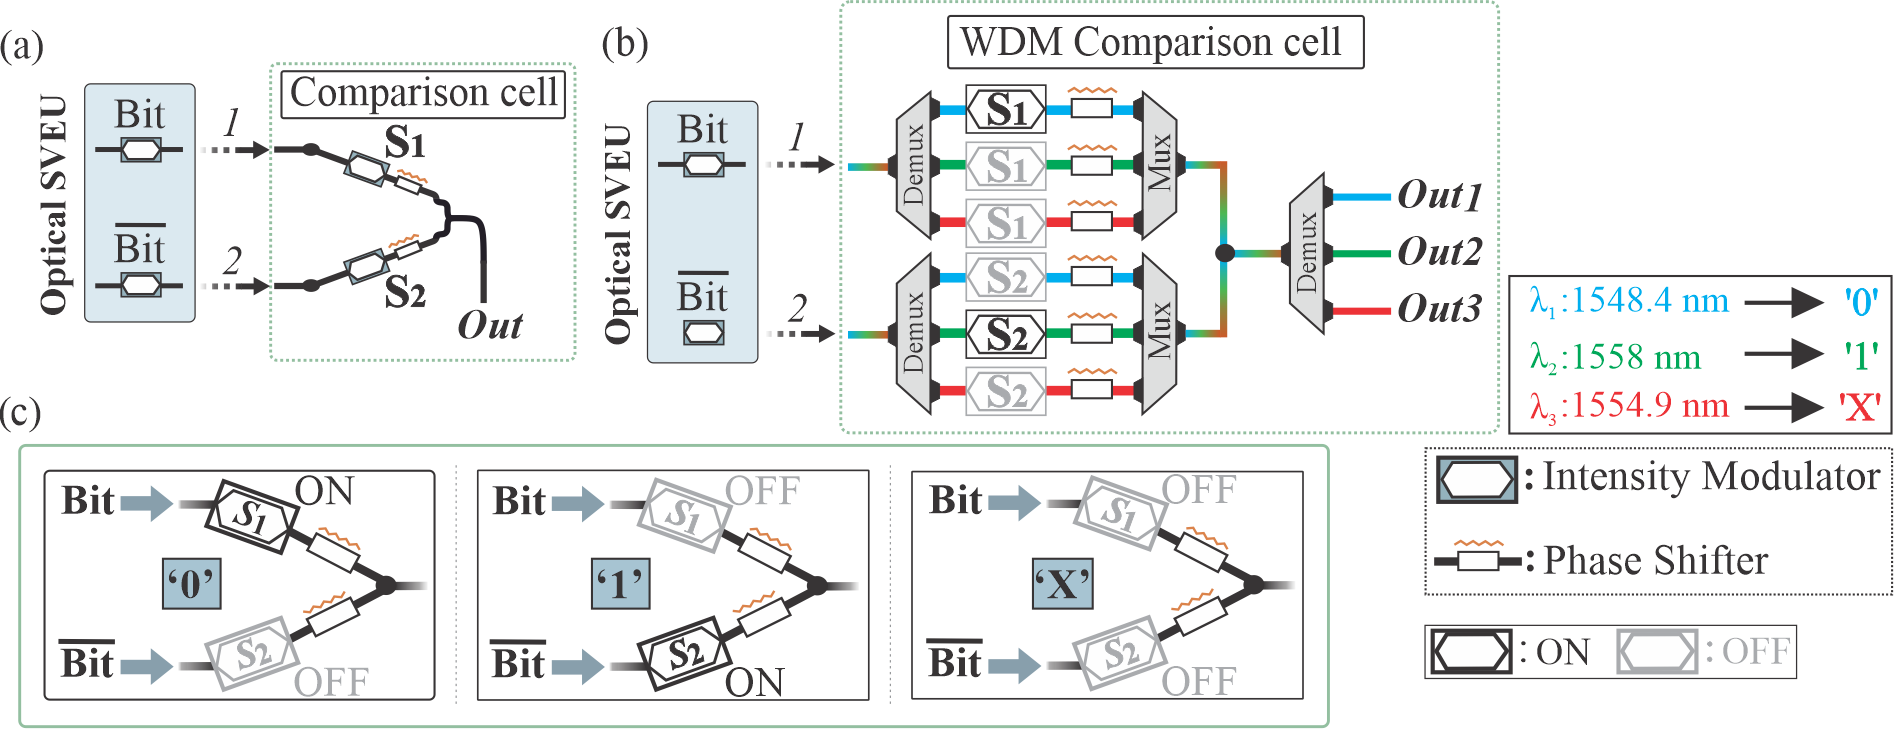 (a)
Optical SVEU
Bit
Bit
1
2
Comparison cell
S1
S2
Out
(b)
WDM Comparison cell
Optical SVEU
Bit
Bit
1
2
Demux
S1
S1
S1
Mux
Demux
S2
S2
S2
Mux
Demux
Out1
Out2
Out3
λ1:1548.4 nm '0'
λ2:1558 nm '1'
λ3:1554.9 nm 'X'
(c)
Bit S1 ON
‘0’
Bit S2 OFF
Bit S1 OFF
‘1’
Bit S2 ON
Bit S1 OFF
‘X’
Bit S2 OFF
: Intensity Modulator
: Phase Shifter
: ON : OFF